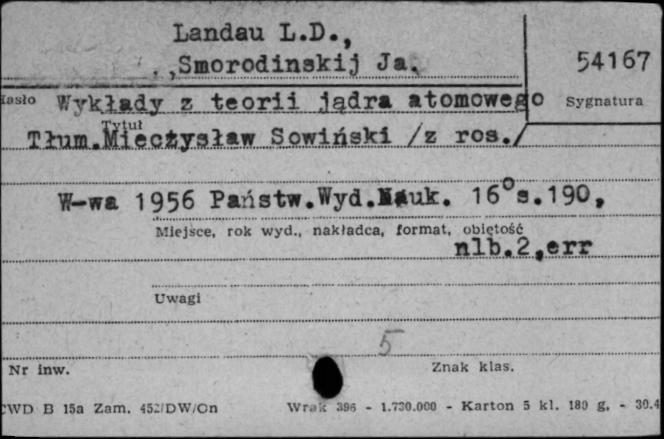 Landau L.D.,
54167
.,Smorodinskij Ja.
Hasło Wykłady z teorii jądra atomowego Sygnatura
Tytuł
Tłum.Mieczysław Sowiński /z ros./
W-wa 1956 Państw.Wyd.Nauk. 16° s.190,
Miejsce, rok wyd., nakładca, format, objętość
nlb.2,err
Uwagi
5
Nr inw. Znak klas.
CWD B 15a Zam. 452/DW/On Wrak 396 - 1.730.000 - Karton 5 kl. 180 g. - 30.4